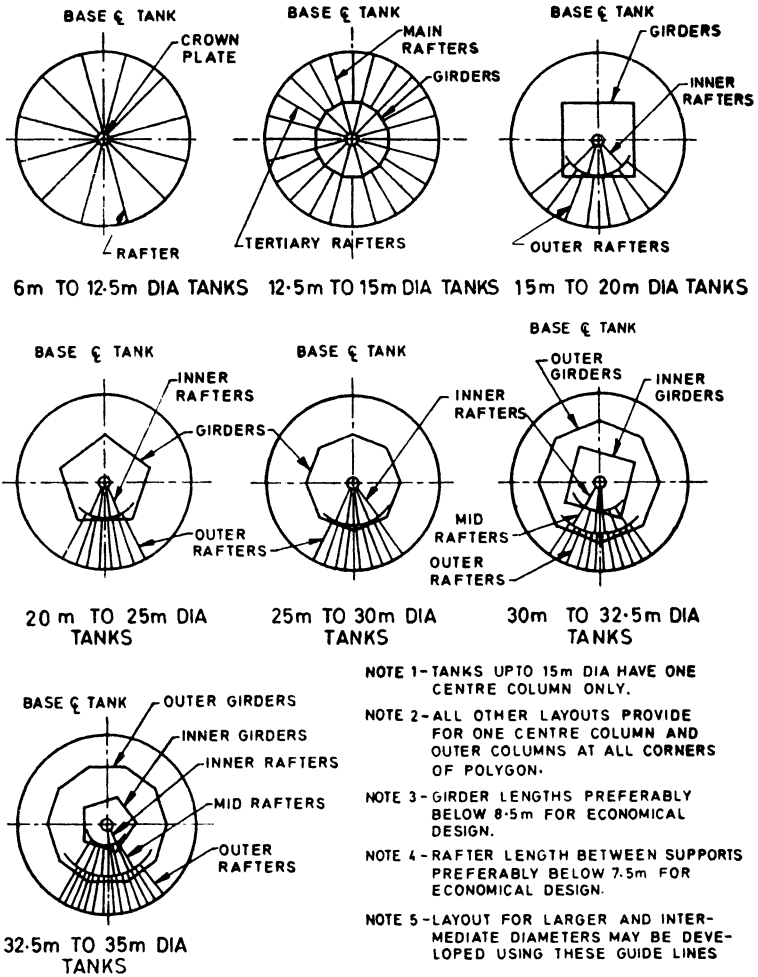 BASE ℄ TANK
CROWN
PLATE
RAFTER
6m TO 12·5m DIA TANKS
BASE ℄ TANK
MAIN
RAFTERS
GIRDERS
TERTIARY RAFTERS
12·5m TO 15m DIA TANKS
BASE ℄ TANK
GIRDERS
INNER
RAFTERS
OUTER RAFTERS
15m TO 20m DIA TANKS
BASE ℄ TANK
INNER
RAFTERS
GIRDERS
OUTER
RAFTERS
20m TO 25m DIA
TANKS
BASE ℄ TANK
INNER
RAFTERS
25m TO 30m DIA
TANKS
BASE ℄ TANK
OUTER
GIRDERS
INNER
GIRDERS
MID
RAFTERS
OUTER
RAFTERS
30m TO 32·5m DIA
TANKS
BASE ℄ TANK
OUTER GIRDERS
INNER GIRDERS
INNER RAFTERS
MID RAFTERS
OUTER
RAFTERS
32·5m TO 35m DIA
TANKS
NOTE 1-TANKS UPTO 15m DIA HAVE ONE
CENTRE COLUMN ONLY.
NOTE 2-ALL OTHER LAYOUTS PROVIDE
FOR ONE CENTRE COLUMN AND
OUTER COLUMNS AT ALL CORNERS
OF POLYGON·
NOTE 3-GIRDER LENGTHS PREFERABLY
BELOW 8·5m FOR ECONOMICAL
DESIGN.
NOTE 4-RAFTER LENGTH BETWEEN SUPPORTS
PREFERABLY BELOW 7·5m FOR
ECONOMICAL DESIGN·
NOTE 5-LAYOUT FOR LARGER AND INTER-
MEDIATE DIAMETERS MAY BE DEVE-
LOPED USING THESE GUIDE LINES